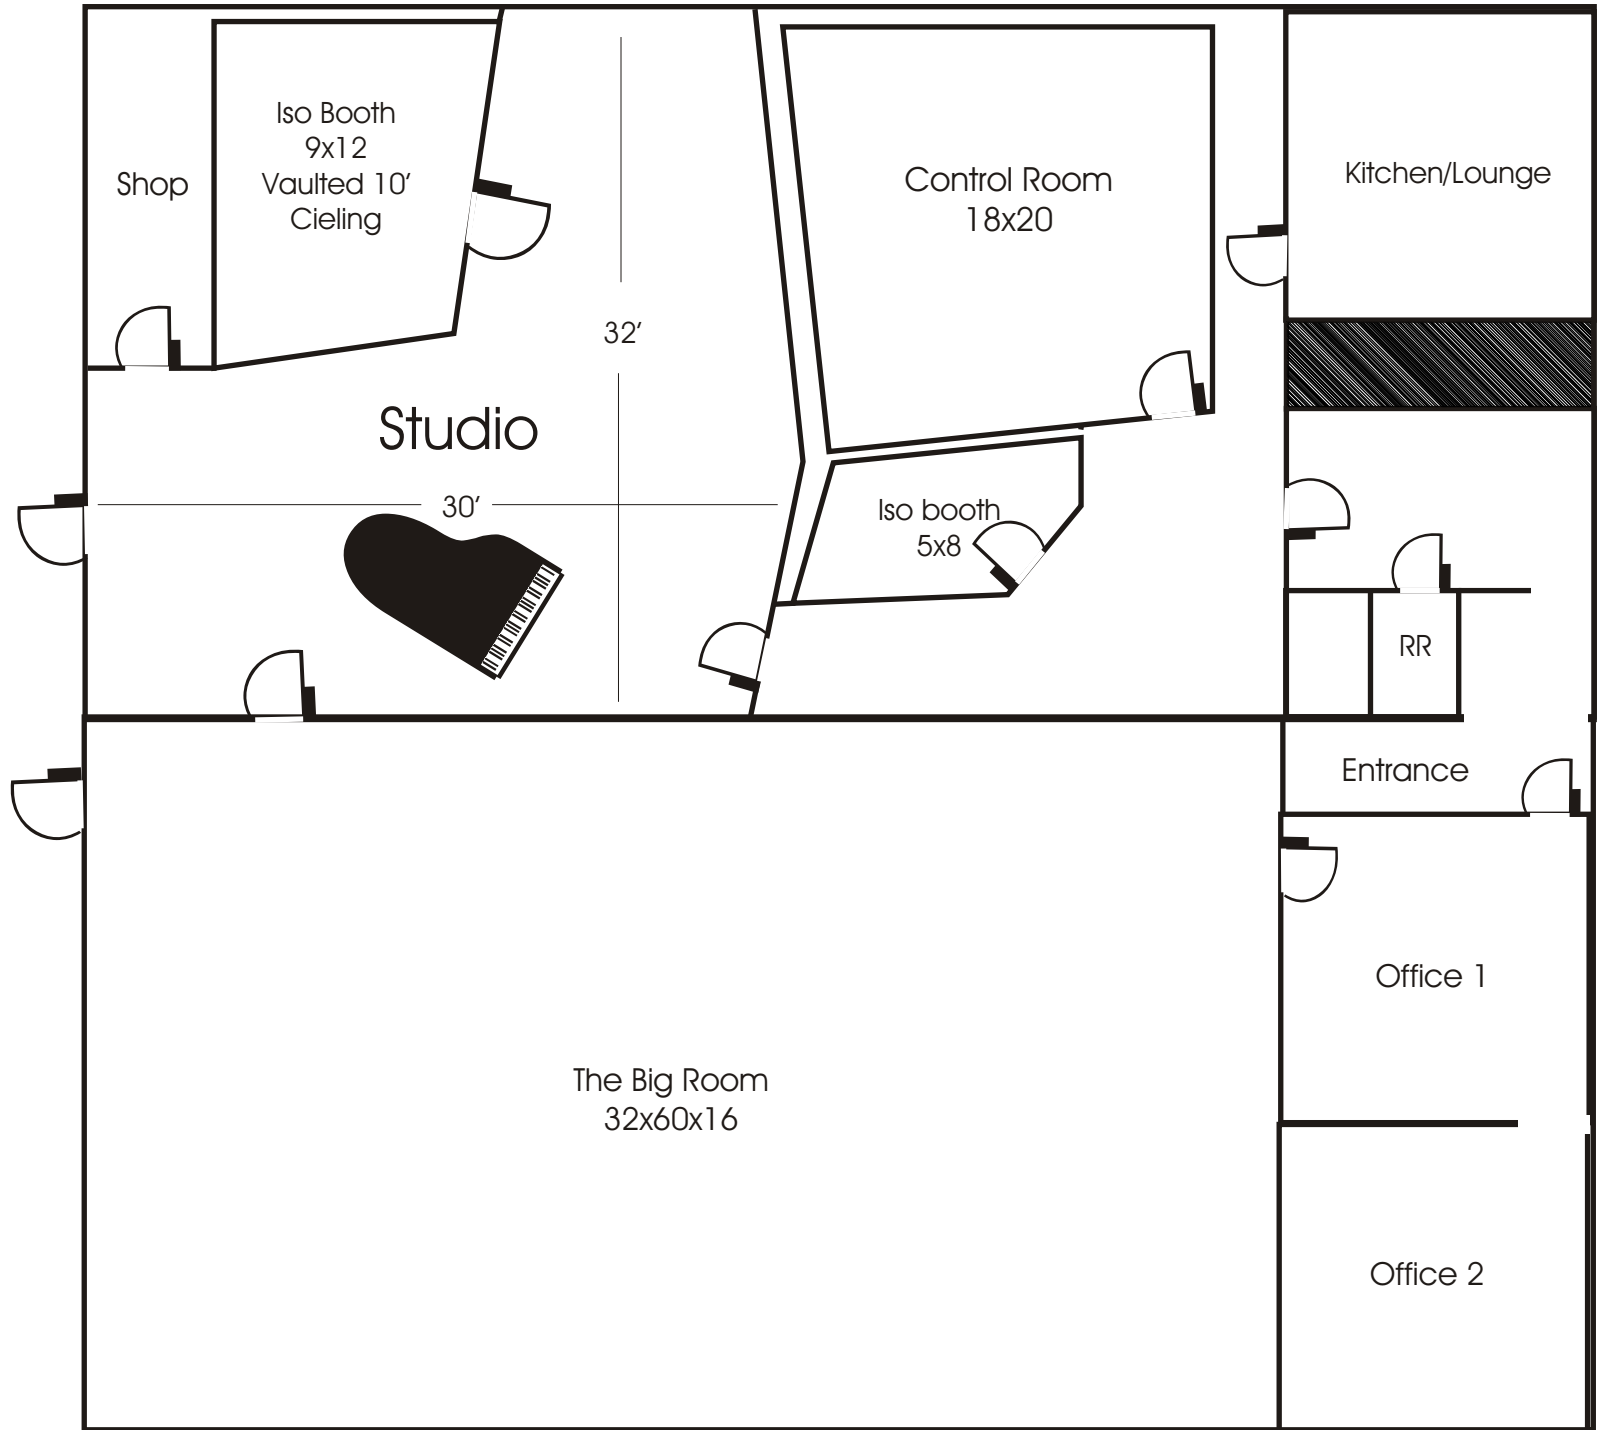 Iso Booth
9x12
Vaulted 10’
Cieling
Shop
Control Room
18x20
Kitchen/Lounge
32’
Studio
30’
Iso booth
5x8
RR
Entrance
Office 1
The Big Room
32x60x16
Office 2